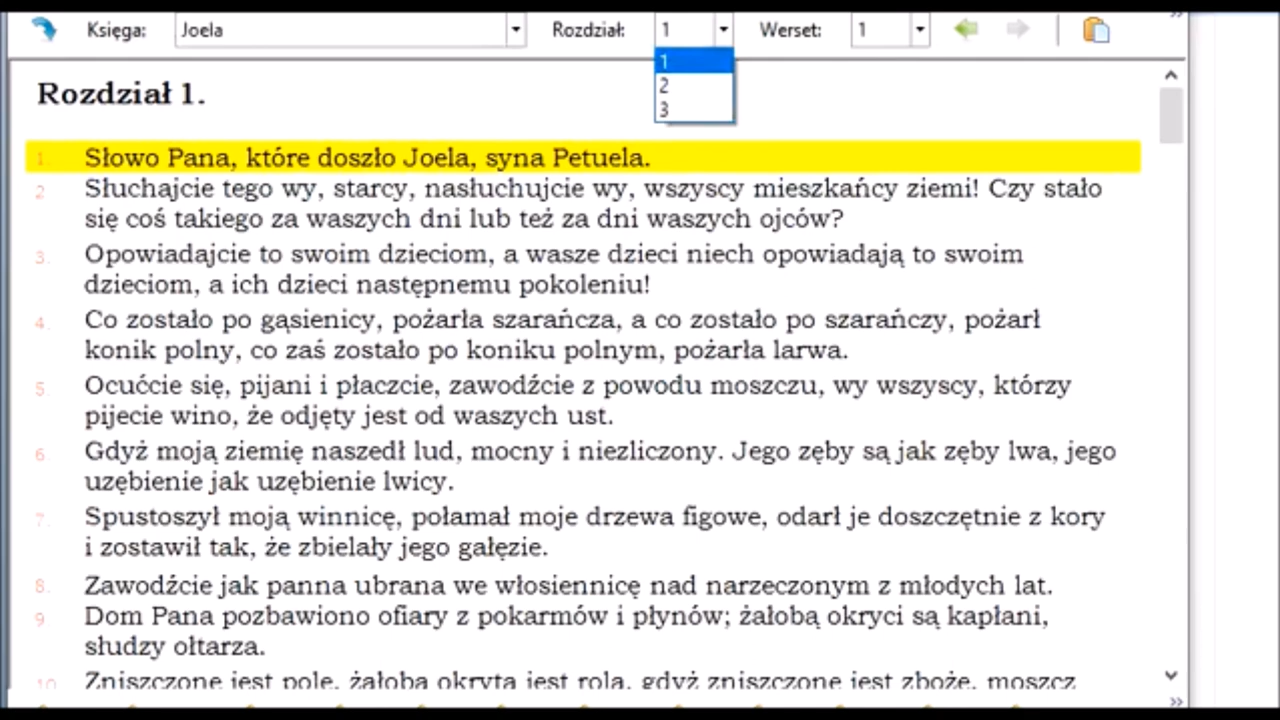 Księga: Joela Rozdział: 1 Werset: 1
1
2
3
Rozdział 1.
1. Słowo Pana, które doszło Joela, syna Petuela.
2 Słuchajcie tego wy, starcy, nasłuchujcie wy, wszyscy mieszkańcy ziemi! Czy stało
się coś takiego za waszych dni lub też za dni waszych ojców?
3. Opowiadajcie to swoim dzieciom, a wasze dzieci niech opowiadają to swoim
dzieciom, a ich dzieci następnemu pokoleniu!
4. Co zostało po gąsienicy, pożarła szarańcza, a co zostało po szarańczy, pożarł
konik polny, co zaś zostało po koniku polnym, pożarła larwa.
5. Ocućcie się, pijani i płaczcie, zawodźcie z powodu moszczu, wy wszyscy, którzy
pijecie wino, że odjęty jest od waszych ust.
6. Gdyż moją ziemię naszedł lud, mocny i niezliczony. Jego zęby są jak zęby lwa, jego
uzębienie jak uzębienie lwicy.
7. Spustoszył moją winnicę, połamał moje drzewa figowe, odarł je doszczętnie z kory
i zostawił tak, że zbielały jego gałęzie.
8. Zawodźcie jak panna ubrana we włosiennicę nad narzeczonym z młodych lat.
9 Dom Pana pozbawiono ofiary z pokarmów i płynów; żałobą okryci są kapłani,
słudzy ołtarza.
10. Zniszczone jest pole, żałobą okryta jest rola, gdyż zniszczone jest zboże, moszcz